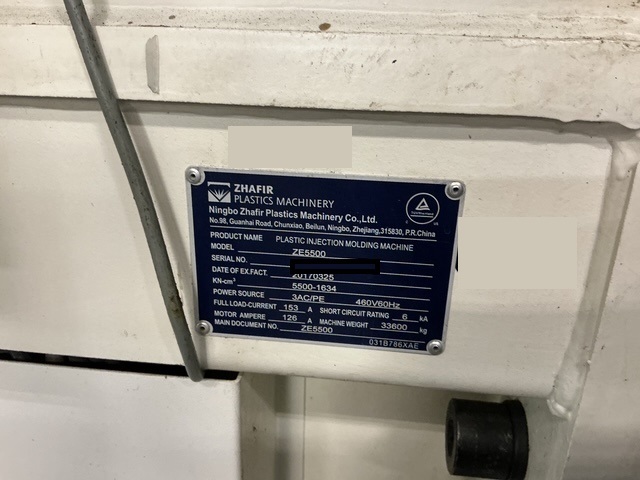 ZHAFIR
PLASTICS MACHINERY
Ningbo Zhafir Plastics Machinery Co.,Ltd.
No.98, Guanhai Road, Chunxiao, Beilun, Ningbo, Zhejiang,315830, P.R.China
PRODUCT NAME PLASTIC INJECTION MOLDING MACHINE
MODEL ZE5500
SERIAL NO.
DATE OF EX.FACT. 20170325
KN-cm³ 5500-1634
POWER SOURCE 3AC/PE 460V60Hz
FULL LOAD-CURRENT 153 A SHORT CIRCUIT RATING 6 kA
MOTOR AMPERE 126 A MACHINE WEIGHT 33600 kg
MAIN DOCUMENT NO. ZE5500
031B786XAE